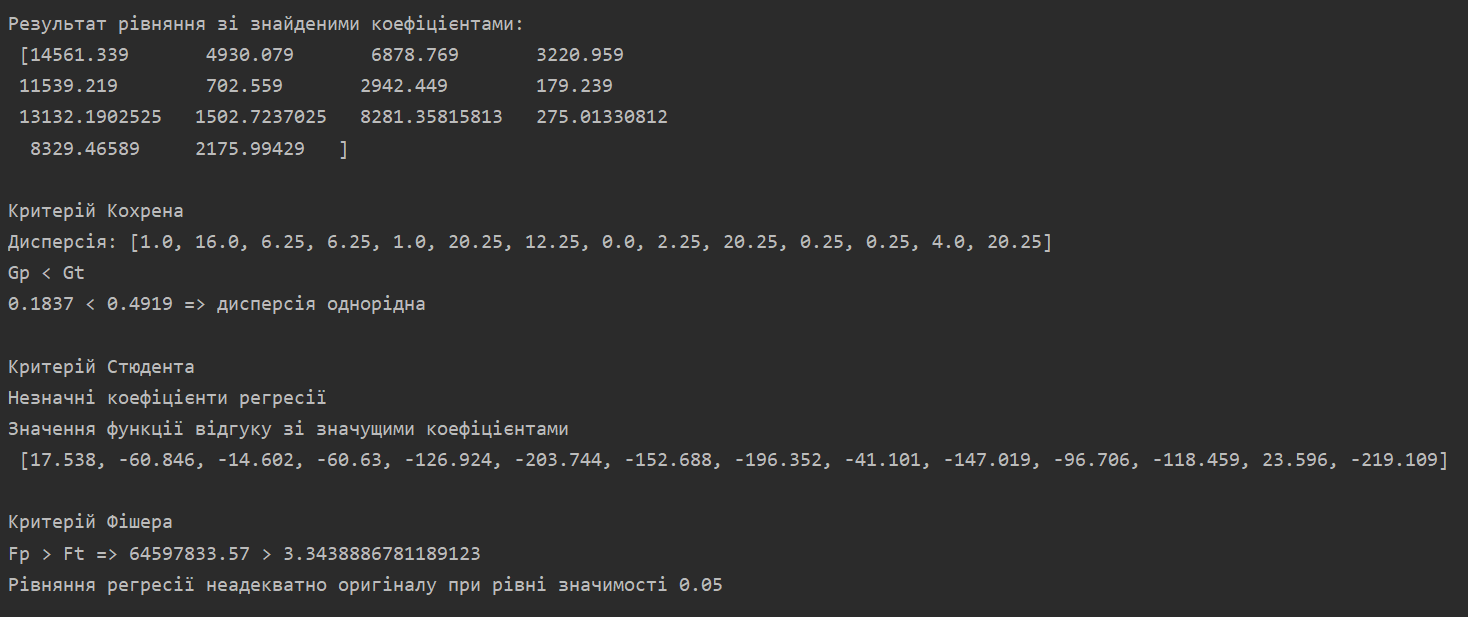 Результат рівняння зі знайденими коефіцієнтами:
[14561.339 4930.079 6878.769 3220.959
11539.219 702.559 2942.449 179.239
13132.1902525 1502.7237025 8281.35815813 275.01330812
8329.46589 2175.99429 ]
Критерій Кохрена
Дисперсія: [1.0, 16.0, 6.25, 6.25, 1.0, 20.25, 12.25, 0.0, 2.25, 20.25, 0.25, 0.25, 4.0, 20.25]
Gp < Gt
0.1837 < 0.4919 => дисперсія однорідна
Критерій Стюдента
Незначні коефіцієнти регресії
Значення функції відгуку зі значущими коефіцієнтами
[17.538, -60.846, -14.602, -60.63, -126.924, -203.744, -152.688, -196.352, -41.101, -147.019, -96.706, -118.459, 23.596, -219.109]
Критерій Фішера
Fp > Ft => 64597833.57 > 3.3438886781189123
Рівняння регресії неадекватно оригіналу при рівні значимості 0.05